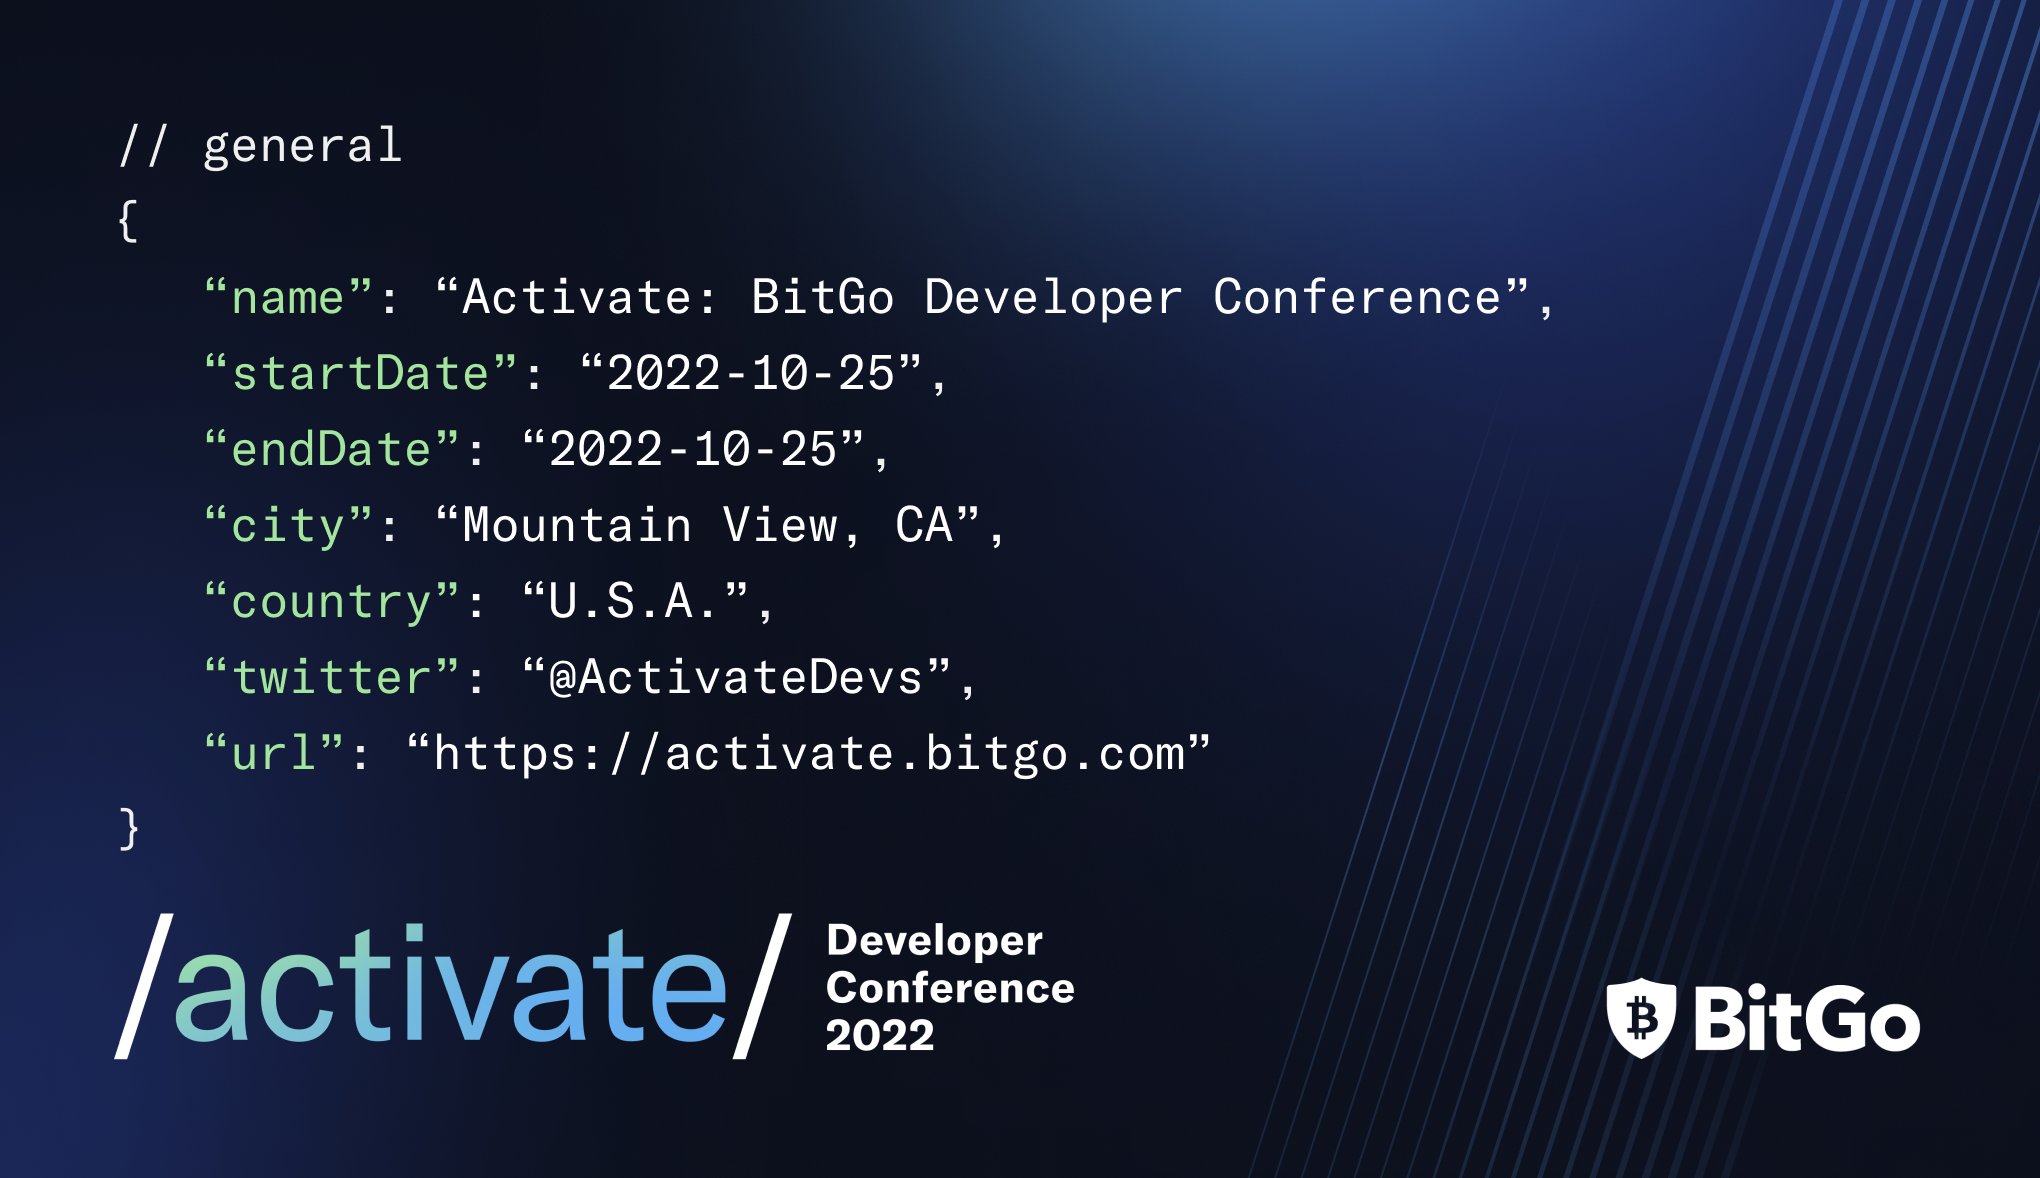 // general
{
“name”: “Activate: BitGo Developer Conference”,
“startDate”: “2022-10-25”,
“endDate”: “2022-10-25”,
“city”: “Mountain View, CA”,
“country”: “U.S.A.”,
“twitter”: “@ActivateDevs”,
“url”: “https://activate.bitgo.com”
}
/activate/
Developer
Conference
2022
BitGo